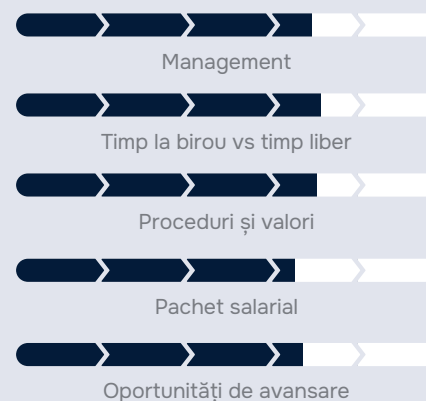 Management
Timp la birou vs timp liber
Proceduri și valori
Pachet salarial
Oportunități de avansare